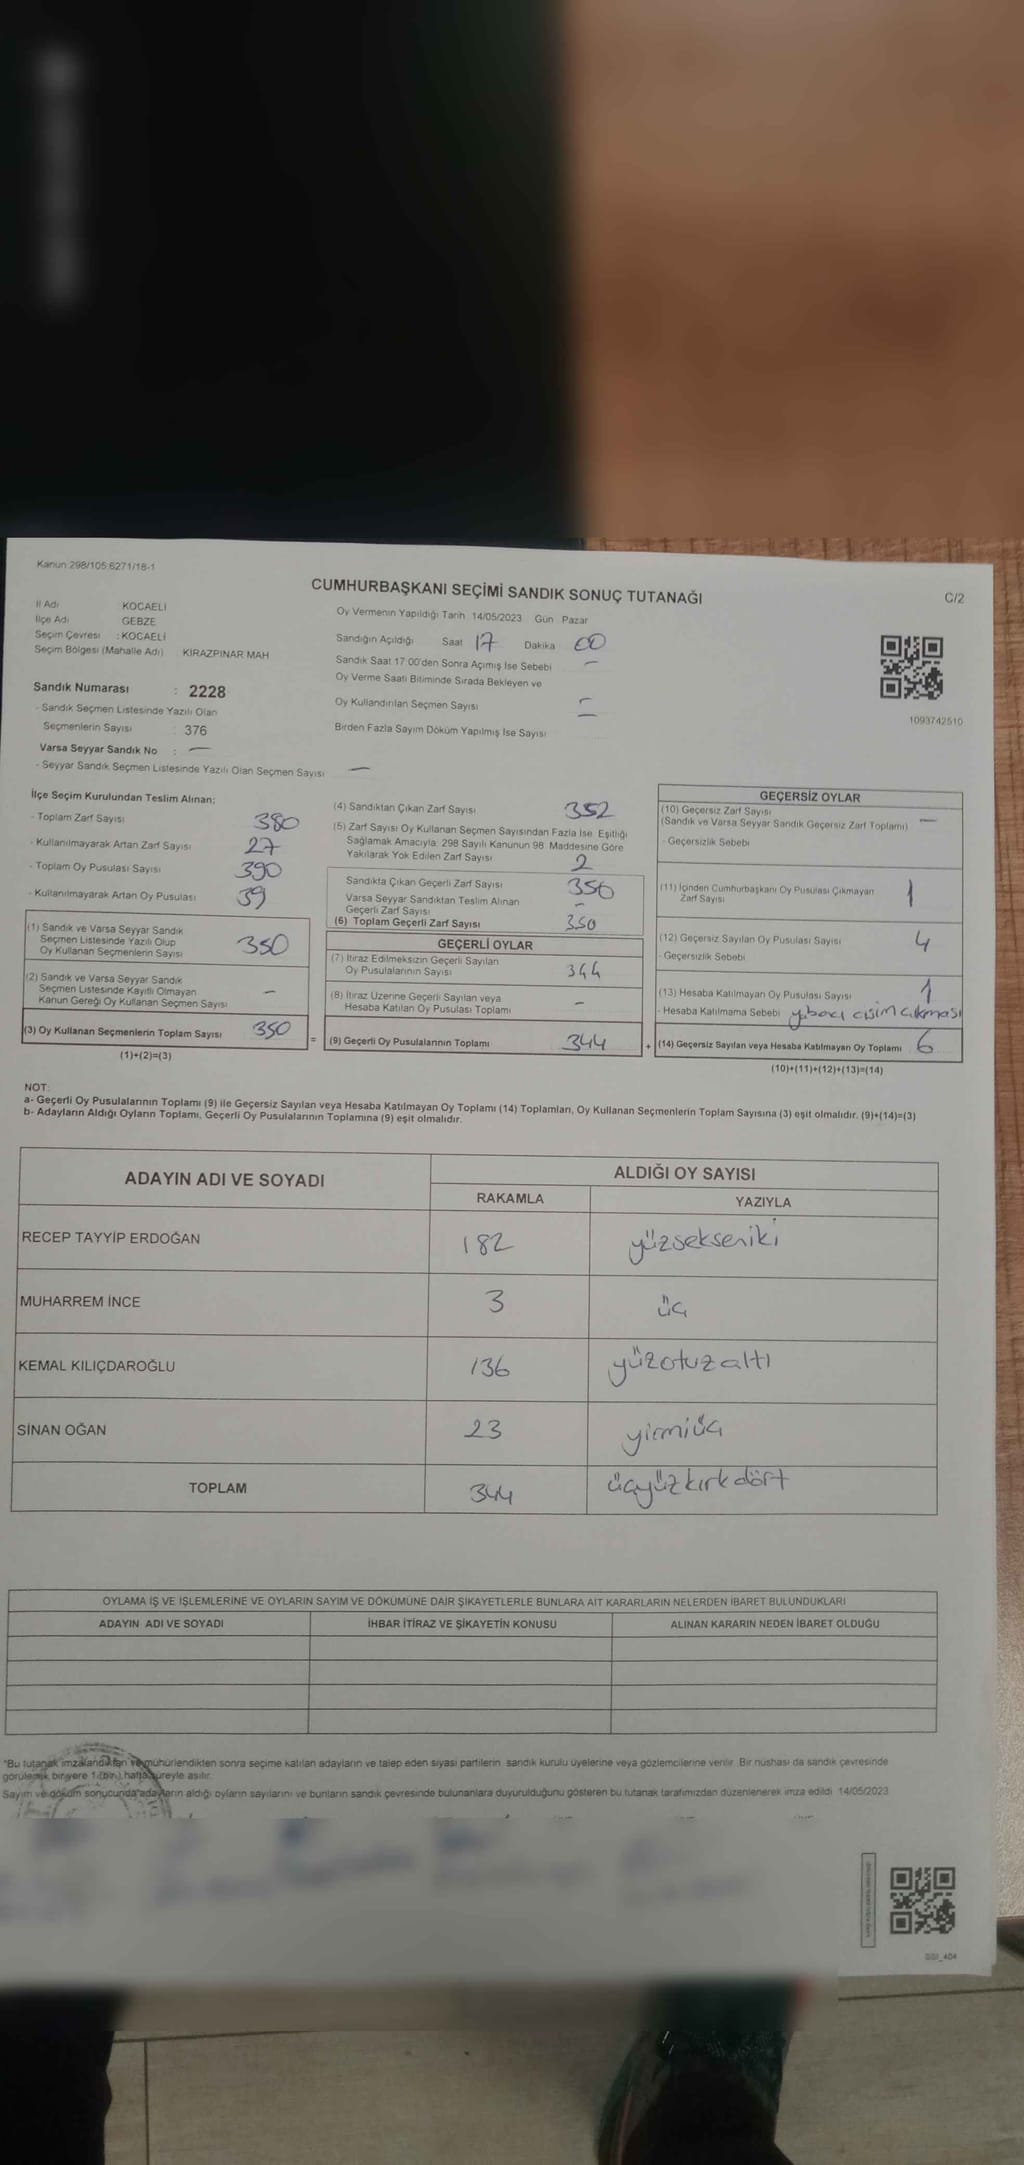 Kanun 298/105:6271/18-1
CUMHURBAŞKANI SEÇİMİ SANDIK SONUÇ TUTANAĞI
C/2
İl Adı KOCAELİ
İlçe Adı GEBZE
Seçim Çevresi : KOCAELİ
Seçim Bölgesi (Mahalle Adı) KİRAZPINAR MAH
Sandık Numarası : 2228
- Sandık Seçmen Listesinde Yazılı Olan
Seçmenlerin Sayısı : 376
Varsa Seyyar Sandık No : —
- Seyyar Sandık Seçmen Listesinde Yazılı Olan Seçmen Sayısı —
Oy Vermenin Yapıldığı Tarih 14/05/2023 Gün Pazar
Sandığın Açıldığı Saat 17 Dakika 00
Sandık Saat 17:00'den Sonra Açımış İse Sebebi —
Oy Verme Saati Bitiminde Sırada Bekleyen ve
Oy Kullandırılan Seçmen Sayısı —
Birden Fazla Sayım Döküm Yapılmış İse Sayısı —
1093742510
İlçe Seçim Kurulundan Teslim Alınan;
- Toplam Zarf Sayısı 380
- Kullanılmayarak Artan Zarf Sayısı 27
- Toplam Oy Pusulası Sayısı 390
- Kullanılmayarak Artan Oy Pusulası 39
(1) Sandık ve Varsa Seyyar Sandık
Seçmen Listesinde Yazılı Olup
Oy Kullanan Seçmenlerin Sayısı 350
(2) Sandık ve Varsa Seyyar Sandık
Seçmen Listesinde Kayıtlı Olmayan
Kanun Gereği Oy Kullanan Seçmen Sayısı —
(3) Oy Kullanan Seçmenlerin Toplam Sayısı 350
(1)+(2)=(3)
(4) Sandıktan Çıkan Zarf Sayısı 352
(5) Zarf Sayısı Oy Kullanan Seçmen Sayısından Fazla İse, Eşitliği
Sağlamak Amacıyla, 298 Sayılı Kanunun 98. Maddesine Göre
Yakılarak Yok Edilen Zarf Sayısı 2
Sandıkta Çıkan Geçerli Zarf Sayısı 350
Varsa Seyyar Sandıktan Teslim Alınan
Geçerli Zarf Sayısı —
(6) Toplam Geçerli Zarf Sayısı 350
GEÇERLİ OYLAR
(7) İtiraz Edilmeksizin Geçerli Sayılan
Oy Pusulalarının Sayısı 344
(8) İtiraz Üzerine Geçerli Sayılan veya
Hesaba Katılan Oy Pusulası Toplamı —
= (9) Geçerli Oy Pusulalarının Toplamı 344
GEÇERSİZ OYLAR
(10) Geçersiz Zarf Sayısı
(Sandık ve Varsa Seyyar Sandık Geçersiz Zarf Toplamı) —
- Geçersizlik Sebebi
(11) İçinden Cumhurbaşkanı Oy Pusulası Çıkmayan
Zarf Sayısı 1
(12) Geçersiz Sayılan Oy Pusulası Sayısı 4
- Geçersizlik Sebebi
(13) Hesaba Katılmayan Oy Pusulası Sayısı 1
- Hesaba Katılmama Sebebi yabancı cisim çıkması
+ (14) Geçersiz Sayılan veya Hesaba Katılmayan Oy Toplamı 6
(10)+(11)+(12)+(13)=(14)
NOT:
a- Geçerli Oy Pusulalarının Toplamı (9) ile Geçersiz Sayılan veya Hesaba Katılmayan Oy Toplamı (14) Toplamları, Oy Kullanan Seçmenlerin Toplam Sayısına (3) eşit olmalıdır. (9)+(14)=(3)
b- Adayların Aldığı Oyların Toplamı, Geçerli Oy Pusulalarının Toplamına (9) eşit olmalıdır.
ADAYIN ADI VE SOYADI
ALDIĞI OY SAYISI
RAKAMLA YAZIYLA
RECEP TAYYİP ERDOĞAN 182 yüzsekseniki
MUHARREM İNCE 3 üç
KEMAL KILIÇDAROĞLU 136 yüzotuzaltı
SİNAN OĞAN 23 yirmiüç
TOPLAM 344 üçyüzkırkdört
OYLAMA İŞ VE İŞLEMLERİNE VE OYLARIN SAYIM VE DÖKÜMÜNE DAİR ŞİKAYETLERLE BUNLARA AİT KARARLARIN NELERDEN İBARET BULUNDUKLARI
ADAYIN ADI VE SOYADI İHBAR İTİRAZ VE ŞİKAYETİN KONUSU ALINAN KARARIN NEDEN İBARET OLDUĞU
*Bu tutanak imzalandıktan ve mühürlendikten sonra seçime katılan adayların ve talep eden siyasi partilerin sandık kurulu üyelerine veya gözlemcilerine verilir. Bir nüshası da sandık çevresinde
görülecek bir yere 1 (bir) hafta süreyle asılır.
Sayım ve döküm sonucunda adayların aldığı oyların sayılarını ve bunların sandık çevresinde bulunanlara duyurulduğunu gösteren bu tutanak tarafımızdan düzenlenerek imza edildi. 14/05/2023
SSI_404